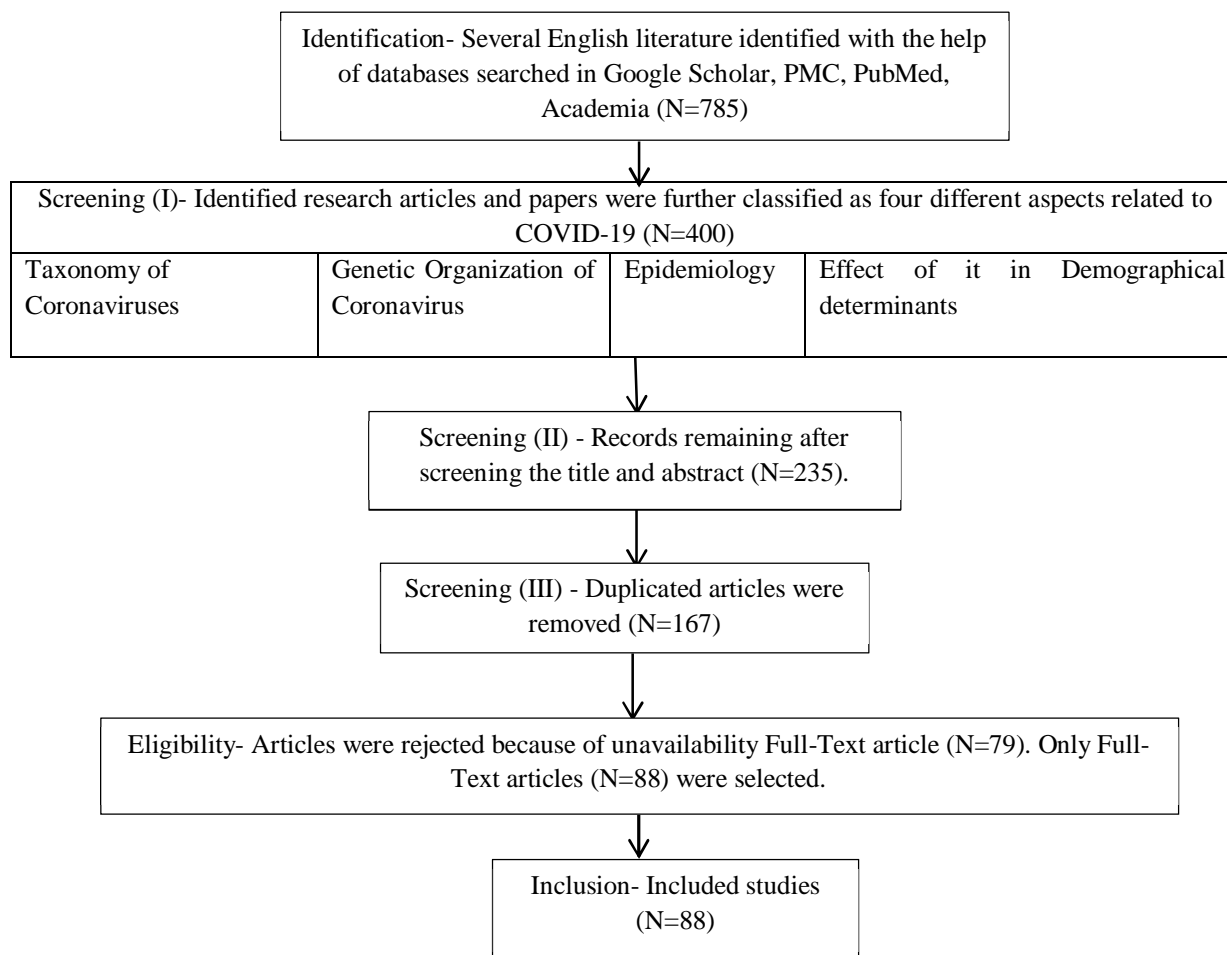 Identification- Several English literature identified with the help
of databases searched in Google Scholar, PMC, PubMed,
Academia (N=785)
Screening (I)- Identified research articles and papers were further classified as four different aspects related to
COVID-19 (N=400)
Taxonomy of
Coronaviruses
Genetic Organization of
Coronavirus
Epidemiology
Effect of it in Demographical
determinants
Screening (II) - Records remaining after
screening the title and abstract (N=235).
Screening (III) - Duplicated articles were
removed (N=167)
Eligibility- Articles were rejected because of unavailability Full-Text article (N=79). Only Full-
Text articles (N=88) were selected.
Inclusion- Included studies
(N=88)